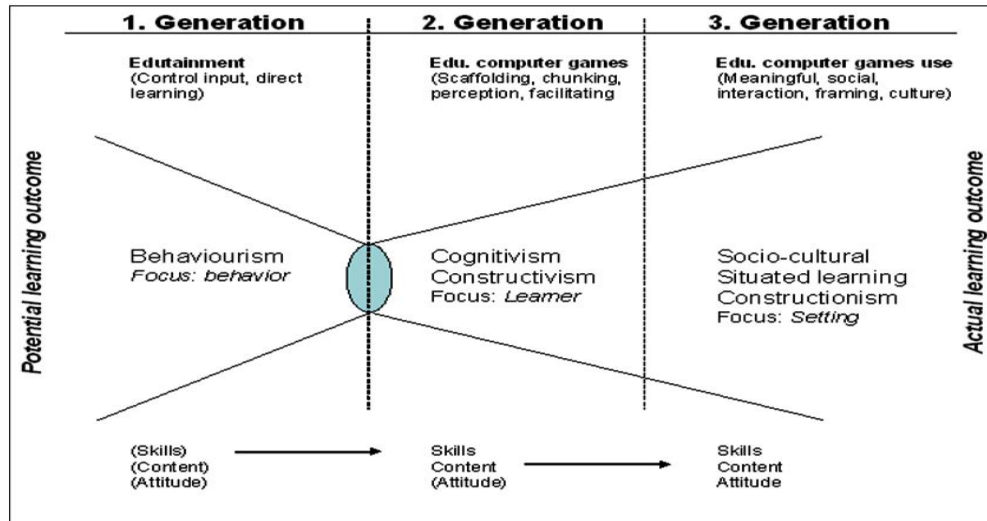 1. Generation
2. Generation
3. Generation
Edutainment
(Control input, direct
learning)
Edu. computer games
(Scaffolding, chunking,
perception, facilitating
Edu. computer games use
(Meaningful, social,
interaction, framing, culture)
Potential learning outcome
Behaviourism
Focus: behavior
Cognitivism
Constructivism
Focus: Learner
Socio-cultural
Situated learning
Constructionism
Focus: Setting
Actual learning outcome
(Skills)
(Content)
(Attitude)
Skills
Content
(Attitude)
Skills
Content
Attitude